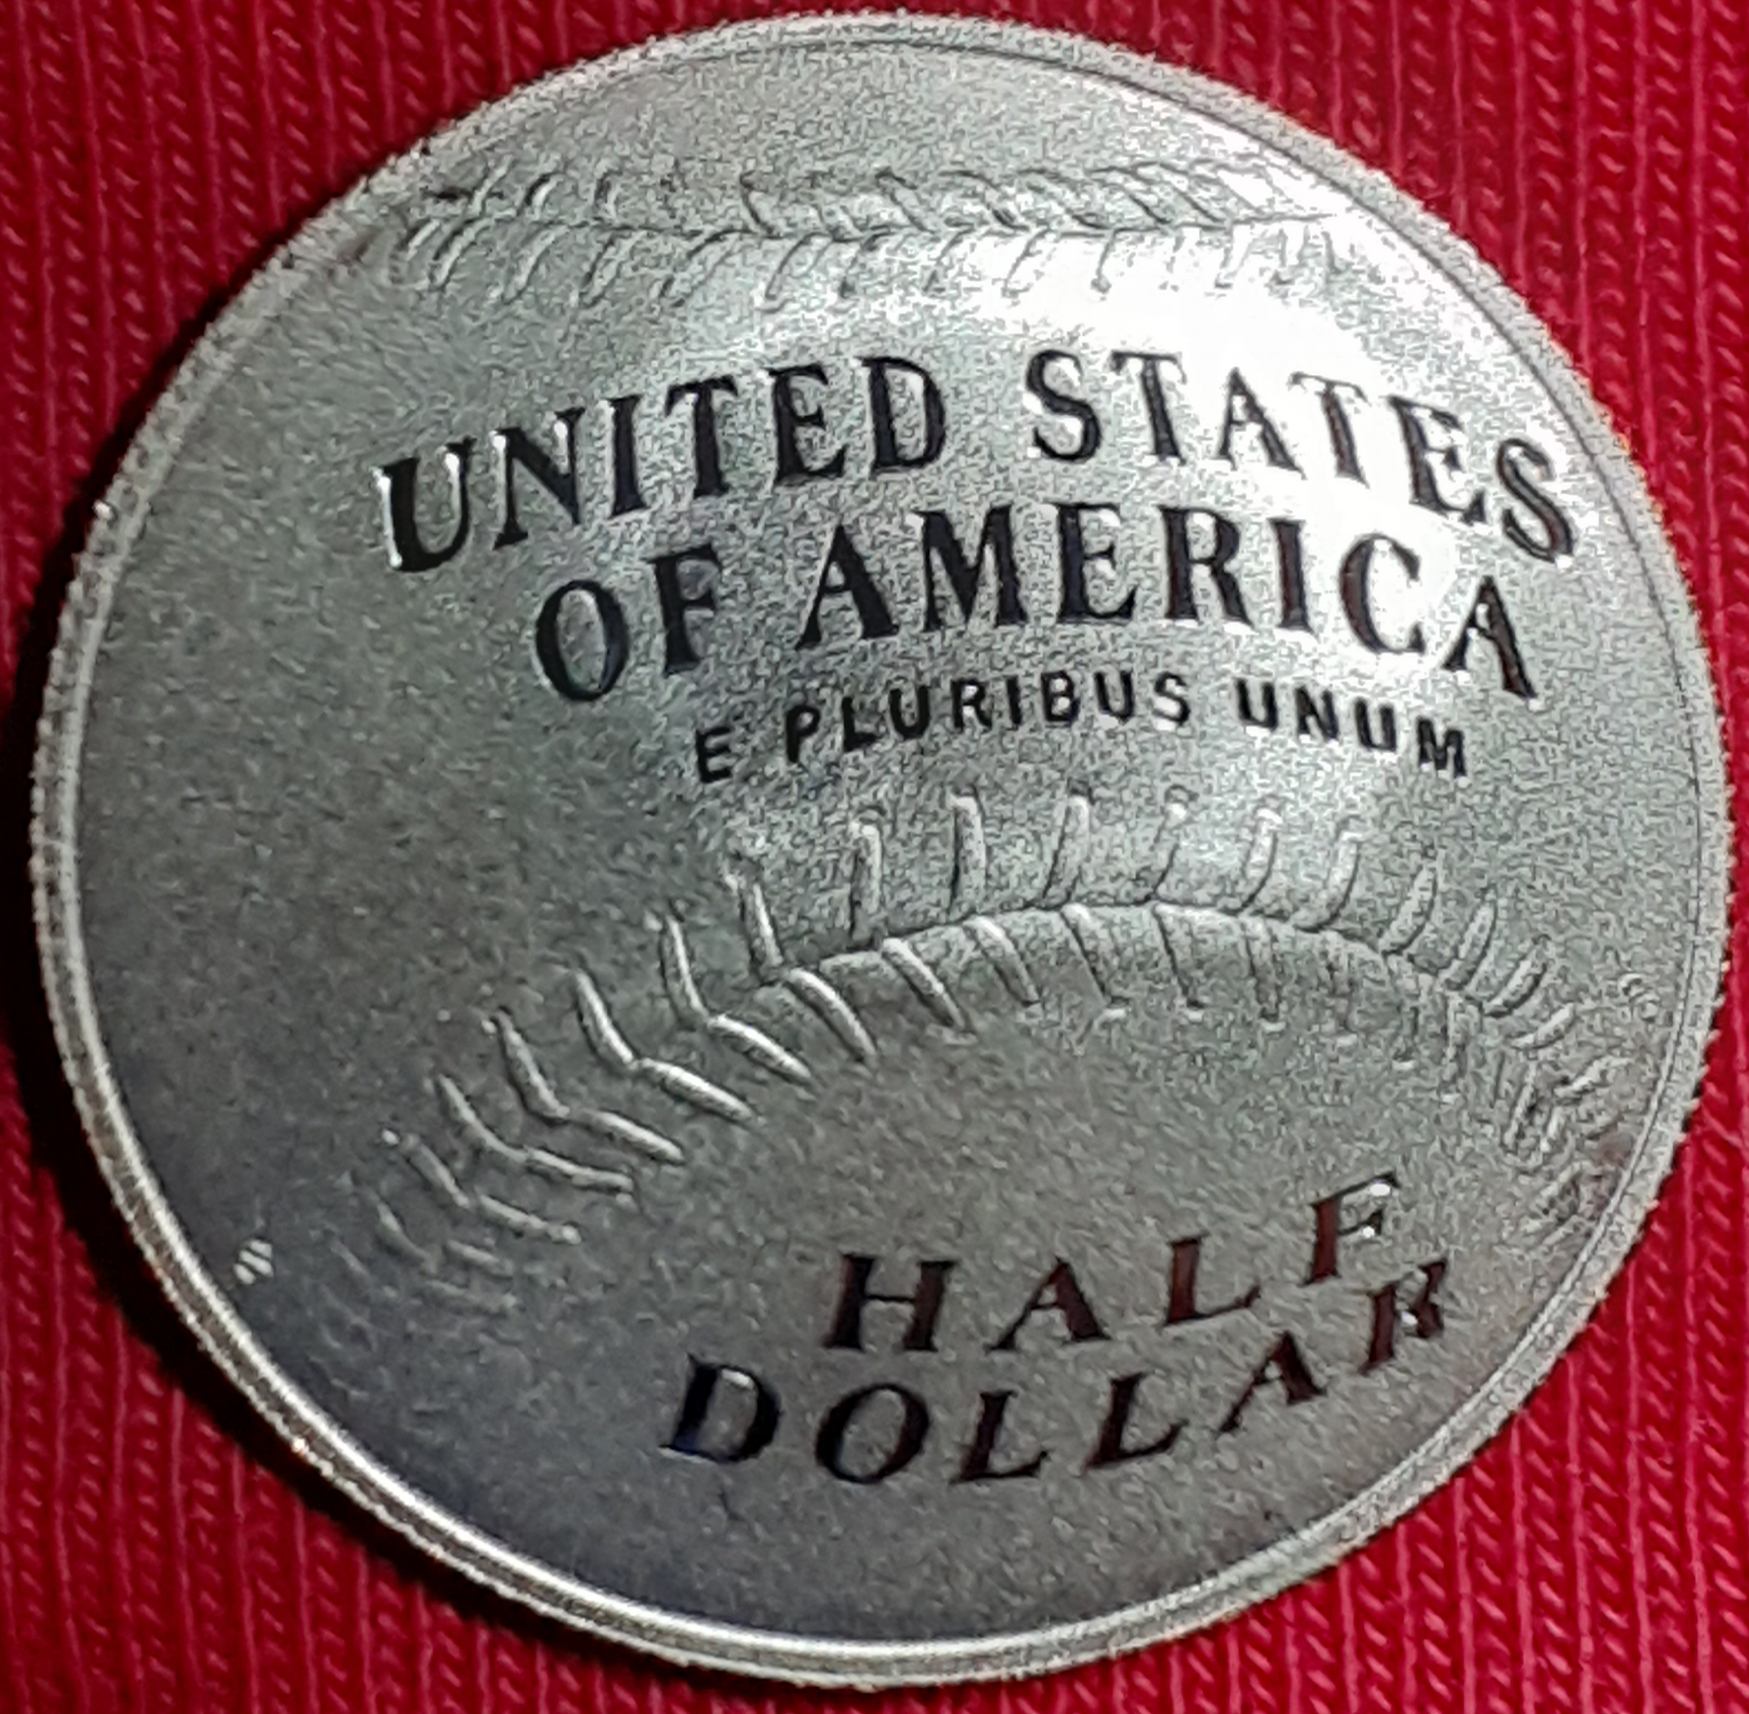 UNITED STATES
OF AMERICA
E PLURIBUS UNUM
HALF
DOLLAR